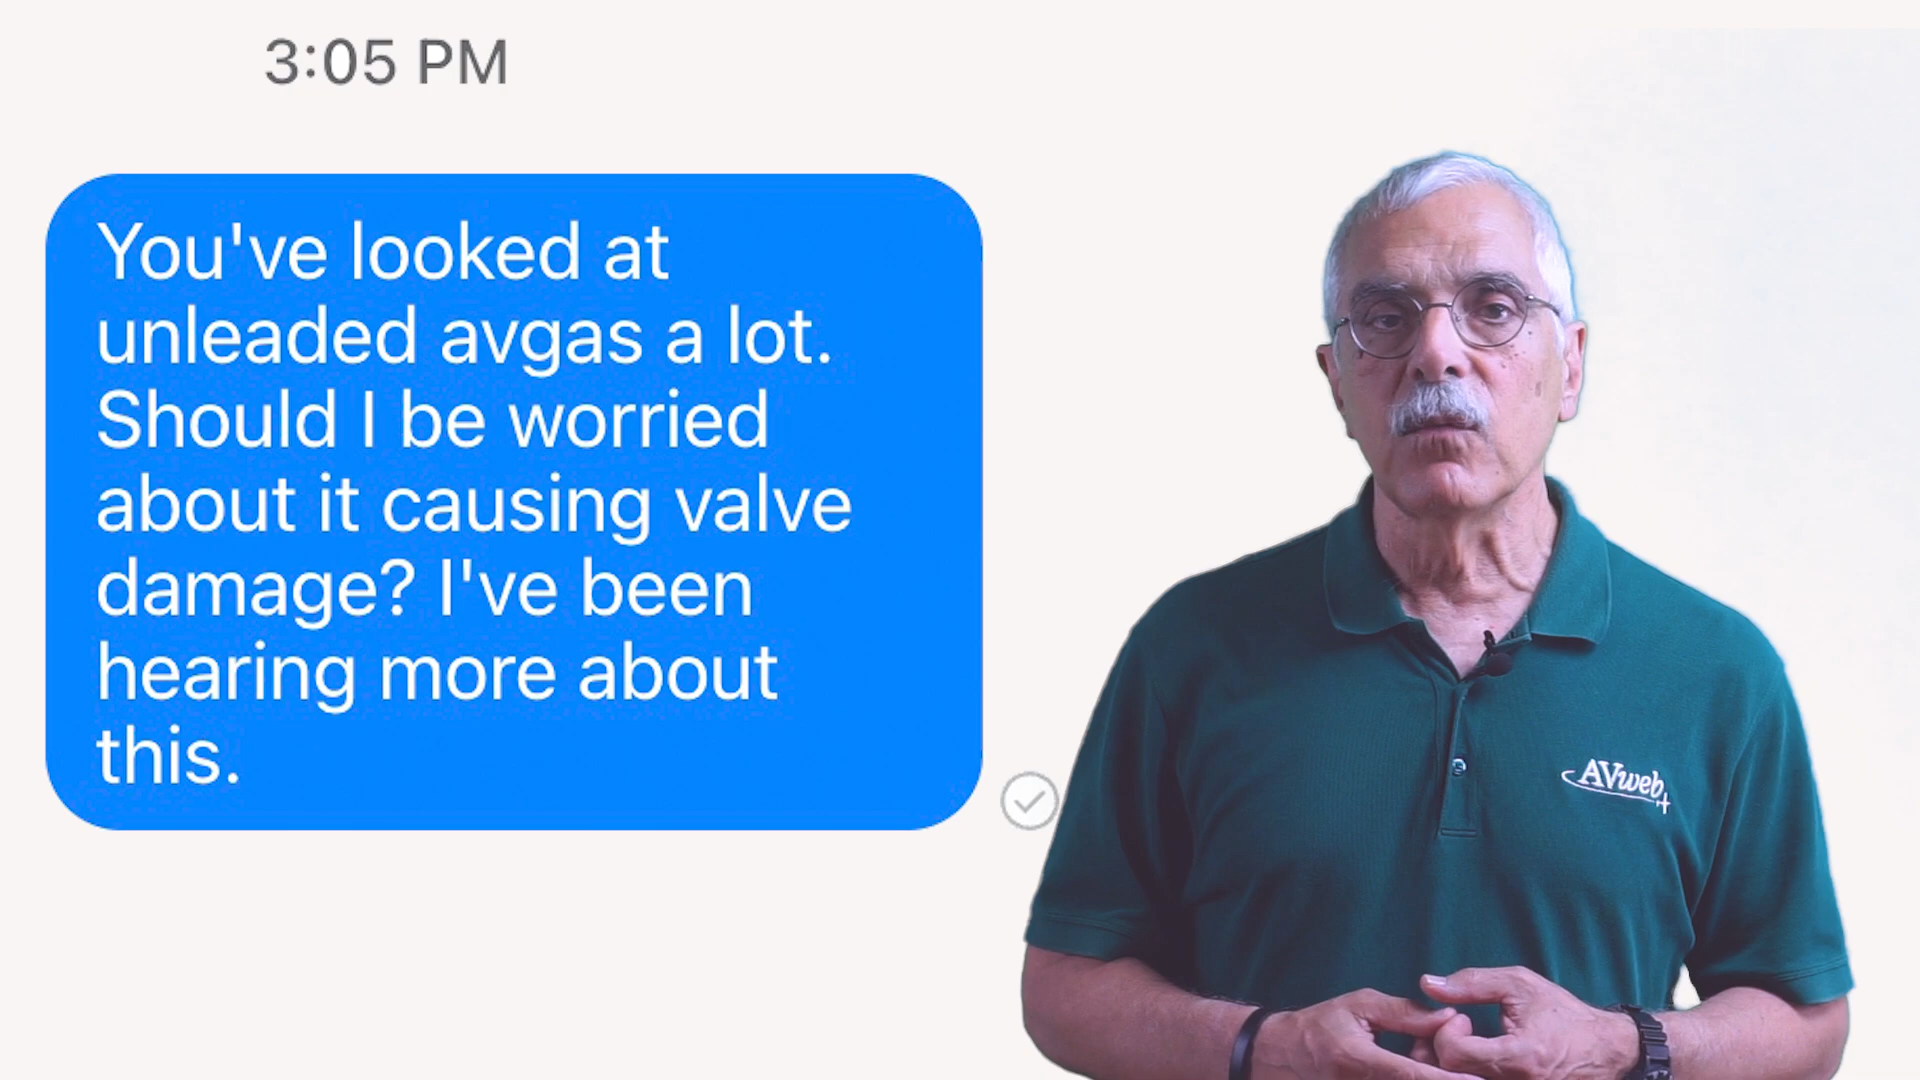 3:05 PM
You've looked at
unleaded avgas a lot.
Should I be worried
about it causing valve
damage? I've been
hearing more about
this.
AVweb